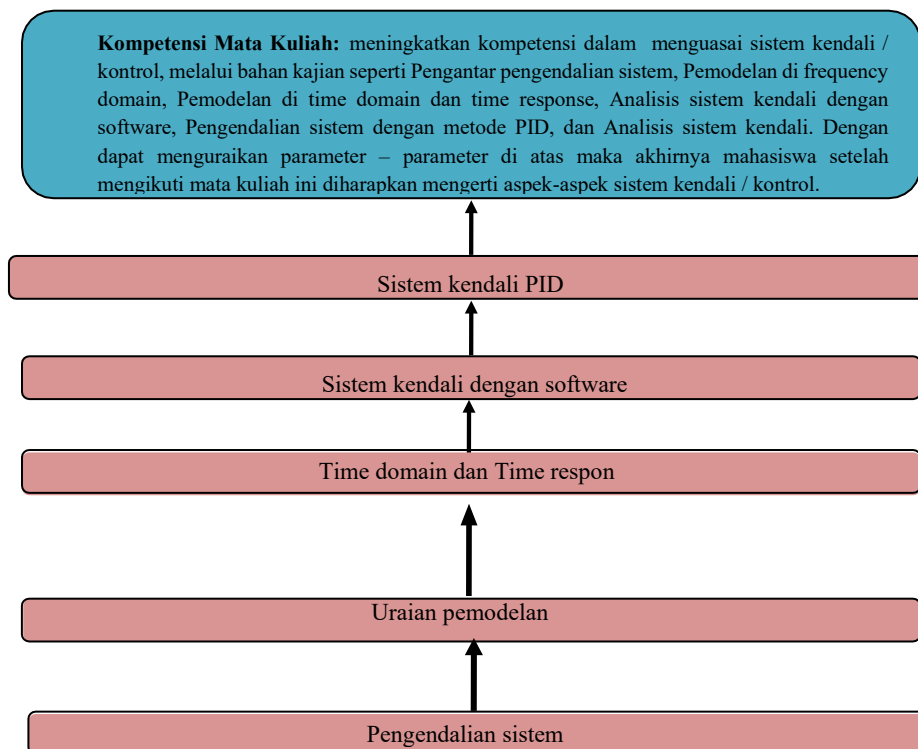 Kompetensi Mata Kuliah: meningkatkan kompetensi dalam menguasai sistem kendali /
kontrol, melalui bahan kajian seperti Pengantar pengendalian sistem, Pemodelan di frequency
domain, Pemodelan di time domain dan time response, Analisis sistem kendali dengan
software, Pengendalian sistem dengan metode PID, dan Analisis sistem kendali. Dengan
dapat menguraikan parameter – parameter di atas maka akhirnya mahasiswa setelah
mengikuti mata kuliah ini diharapkan mengerti aspek-aspek sistem kendali / kontrol.
Sistem kendali PID
Sistem kendali dengan software
Time domain dan Time respon
Uraian pemodelan
Pengendalian sistem